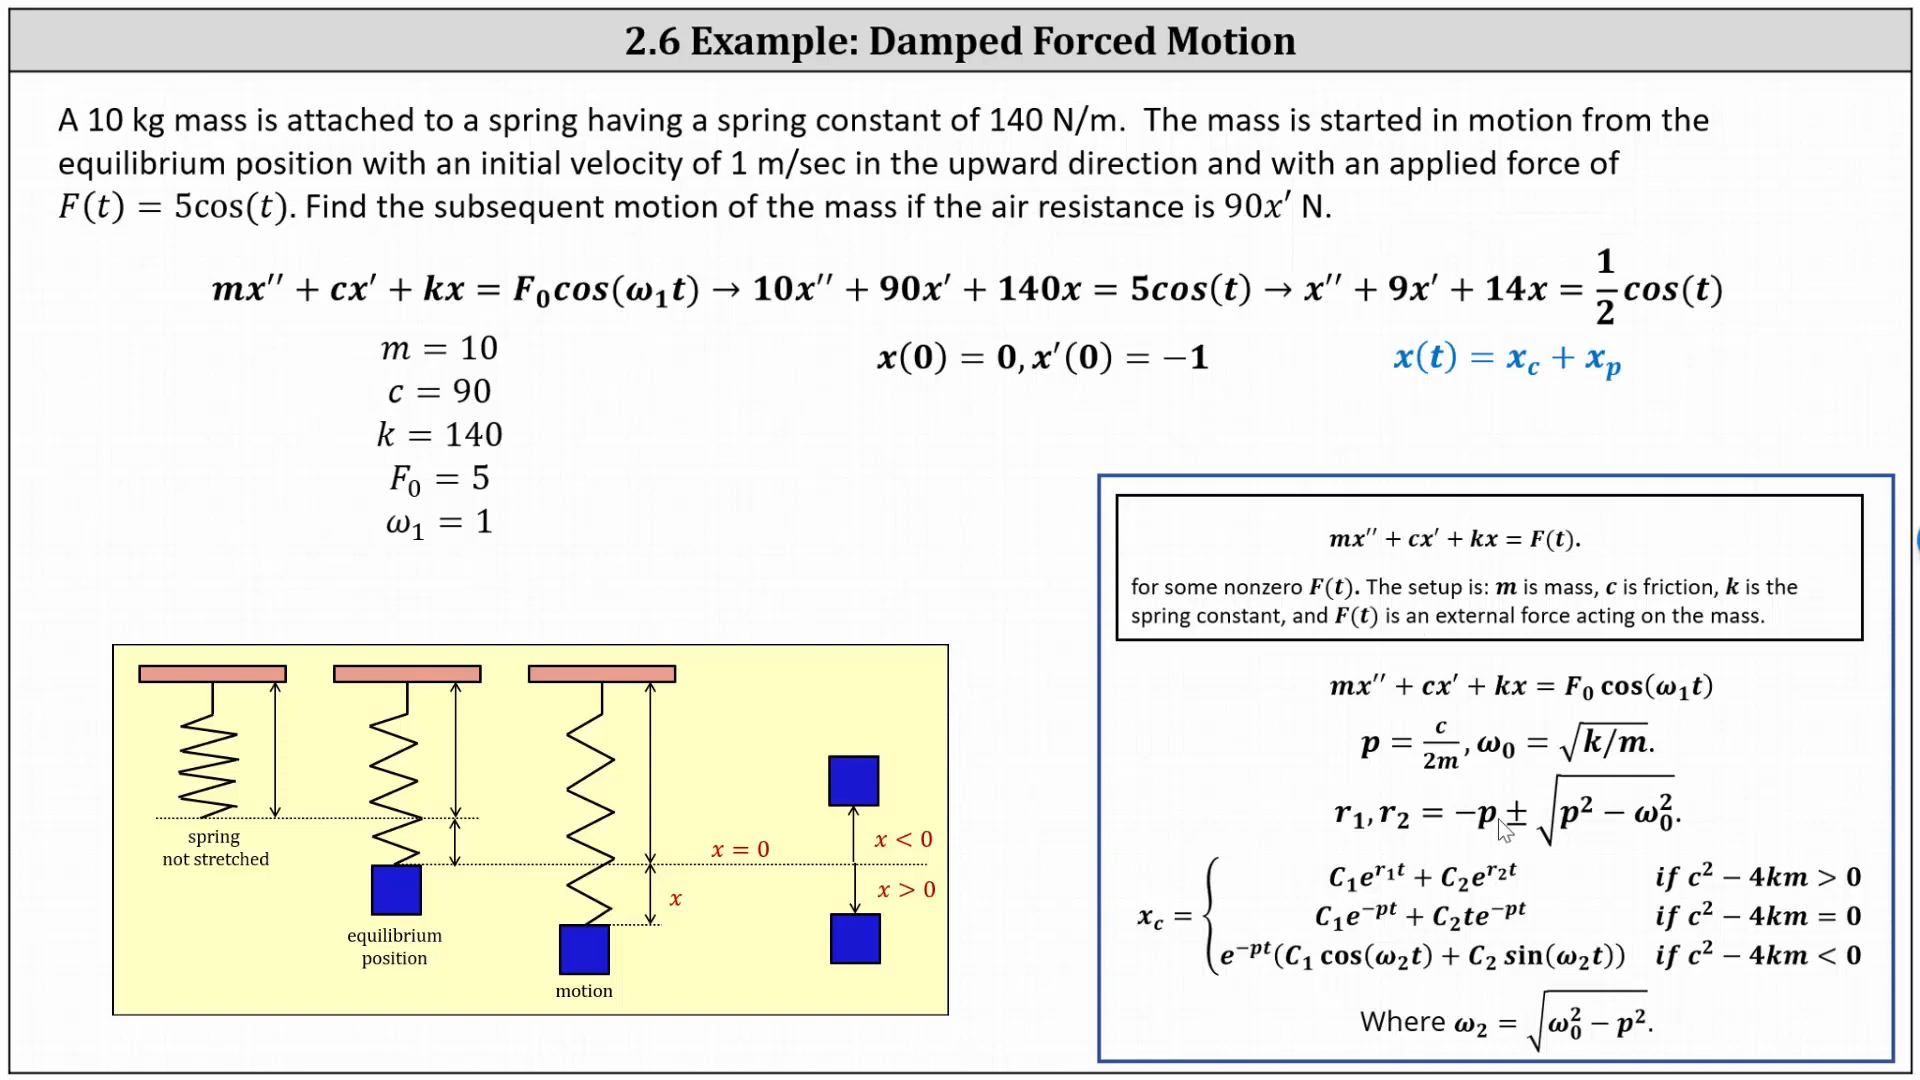 2.6 Example: Damped Forced Motion
A 10 kg mass is attached to a spring having a spring constant of 140 N/m.  The mass is started in motion from the
equilibrium position with an initial velocity of 1 m/sec in the upward direction and with an applied force of
F(t) = 5cos(t). Find the subsequent motion of the mass if the air resistance is 90x′ N.
mx″ + cx′ + kx = F₀cos(ω₁t) → 10x″ + 90x′ + 140x = 5cos(t) → x″ + 9x′ + 14x = 1/2 cos(t)
m = 10
x(0) = 0, x′(0) = −1
x(t) = x_c + x_p
c = 90
k = 140
F₀ = 5
ω₁ = 1
mx″ + cx′ + kx = F(t).
for some nonzero F(t). The setup is: m is mass, c is friction, k is the
spring constant, and F(t) is an external force acting on the mass.
mx″ + cx′ + kx = F₀ cos(ω₁t)
p = c/2m, ω₀ = √(k/m).
r₁, r₂ = −p ± √(p² − ω₀²).
x_c = { C₁e^(r₁t) + C₂e^(r₂t) if c² − 4km > 0
C₁e^(−pt) + C₂te^(−pt) if c² − 4km = 0
e^(−pt)(C₁ cos(ω₂t) + C₂ sin(ω₂t)) if c² − 4km < 0
Where ω₂ = √(ω₀² − p²).
spring
not stretched
equilibrium
position
motion
x = 0
x
x < 0
x > 0